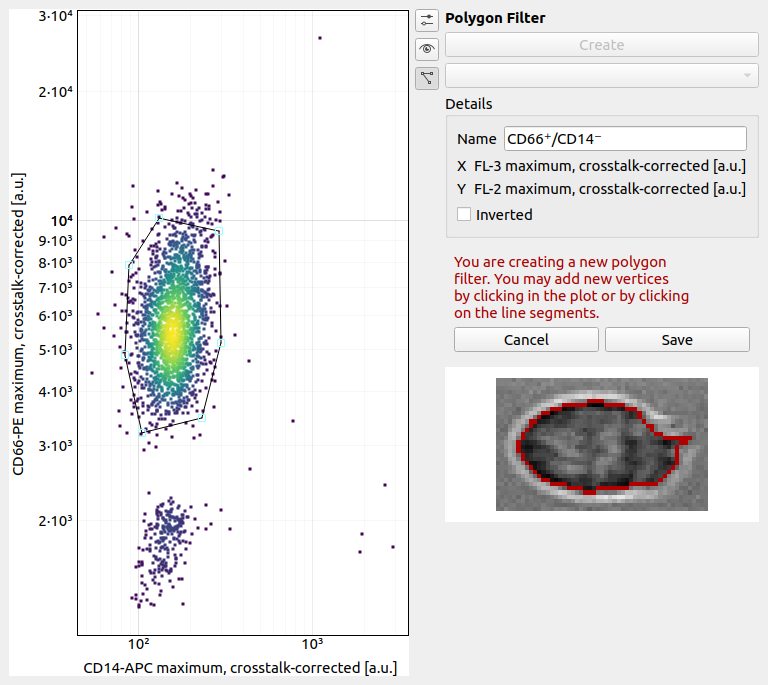 3·10⁴
2·10⁴
10⁴
9·10³
8·10³
7·10³
6·10³
5·10³
4·10³
3·10³
2·10³
CD66-PE maximum, crosstalk-corrected [a.u.]
10²
10³
CD14-APC maximum, crosstalk-corrected [a.u.]
Polygon Filter
Create
Details
Name CD66⁺/CD14⁻
X FL-3 maximum, crosstalk-corrected [a.u.]
Y FL-2 maximum, crosstalk-corrected [a.u.]
Inverted
You are creating a new polygon
filter. You may add new vertices
by clicking in the plot or by clicking
on the line segments.
Cancel
Save